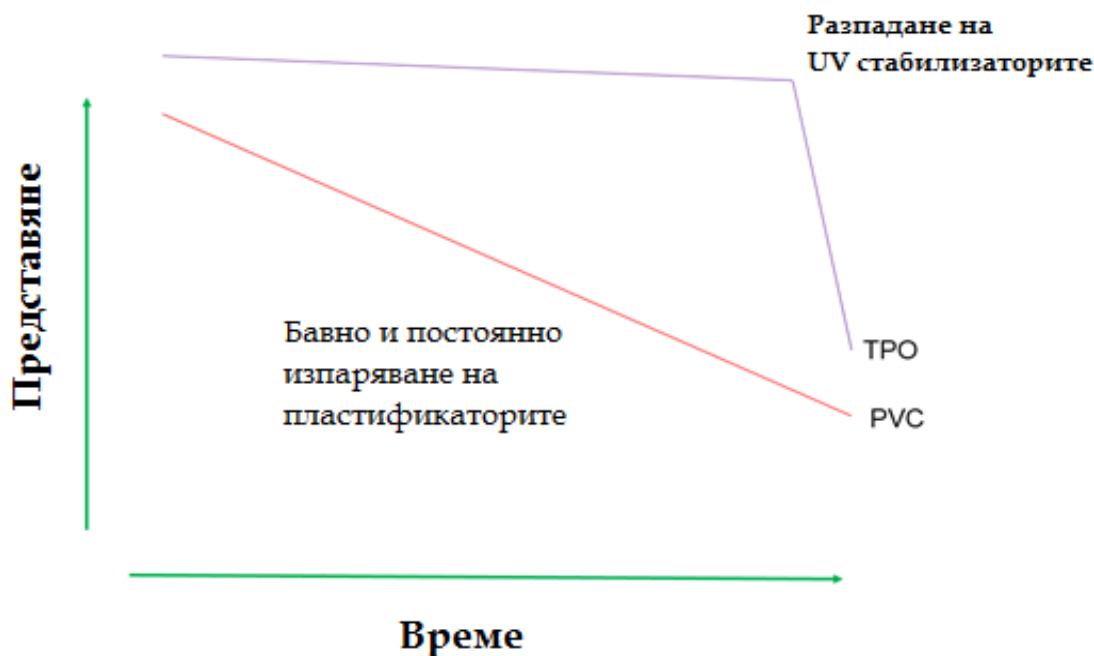 Разпадане на
UV стабилизаторите
Представяне
Бавно и постоянно
изпаряване на
пластификаторите
TPO
PVC
Време